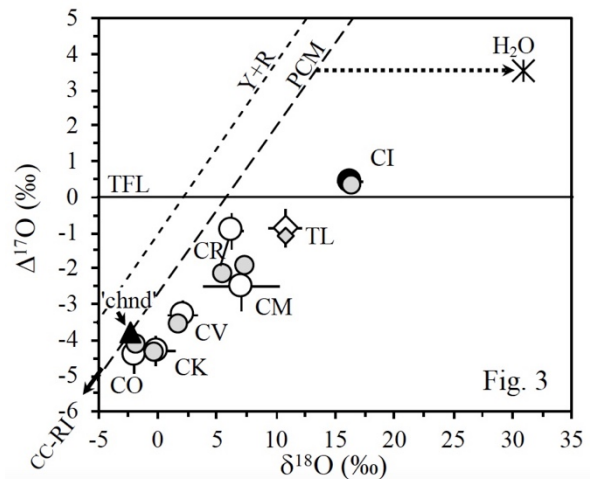 5
4
3
2
1
0
-1
-2
-3
-4
-5
-6
Δ¹⁷O (‰)
Y+R
PCM
H₂O
CI
TFL
TL
CR
CM
'chnd'
CV
CK
CO
CC-RI
Fig. 3
-5 0 5 10 15 20 25 30 35
δ¹⁸O (‰)